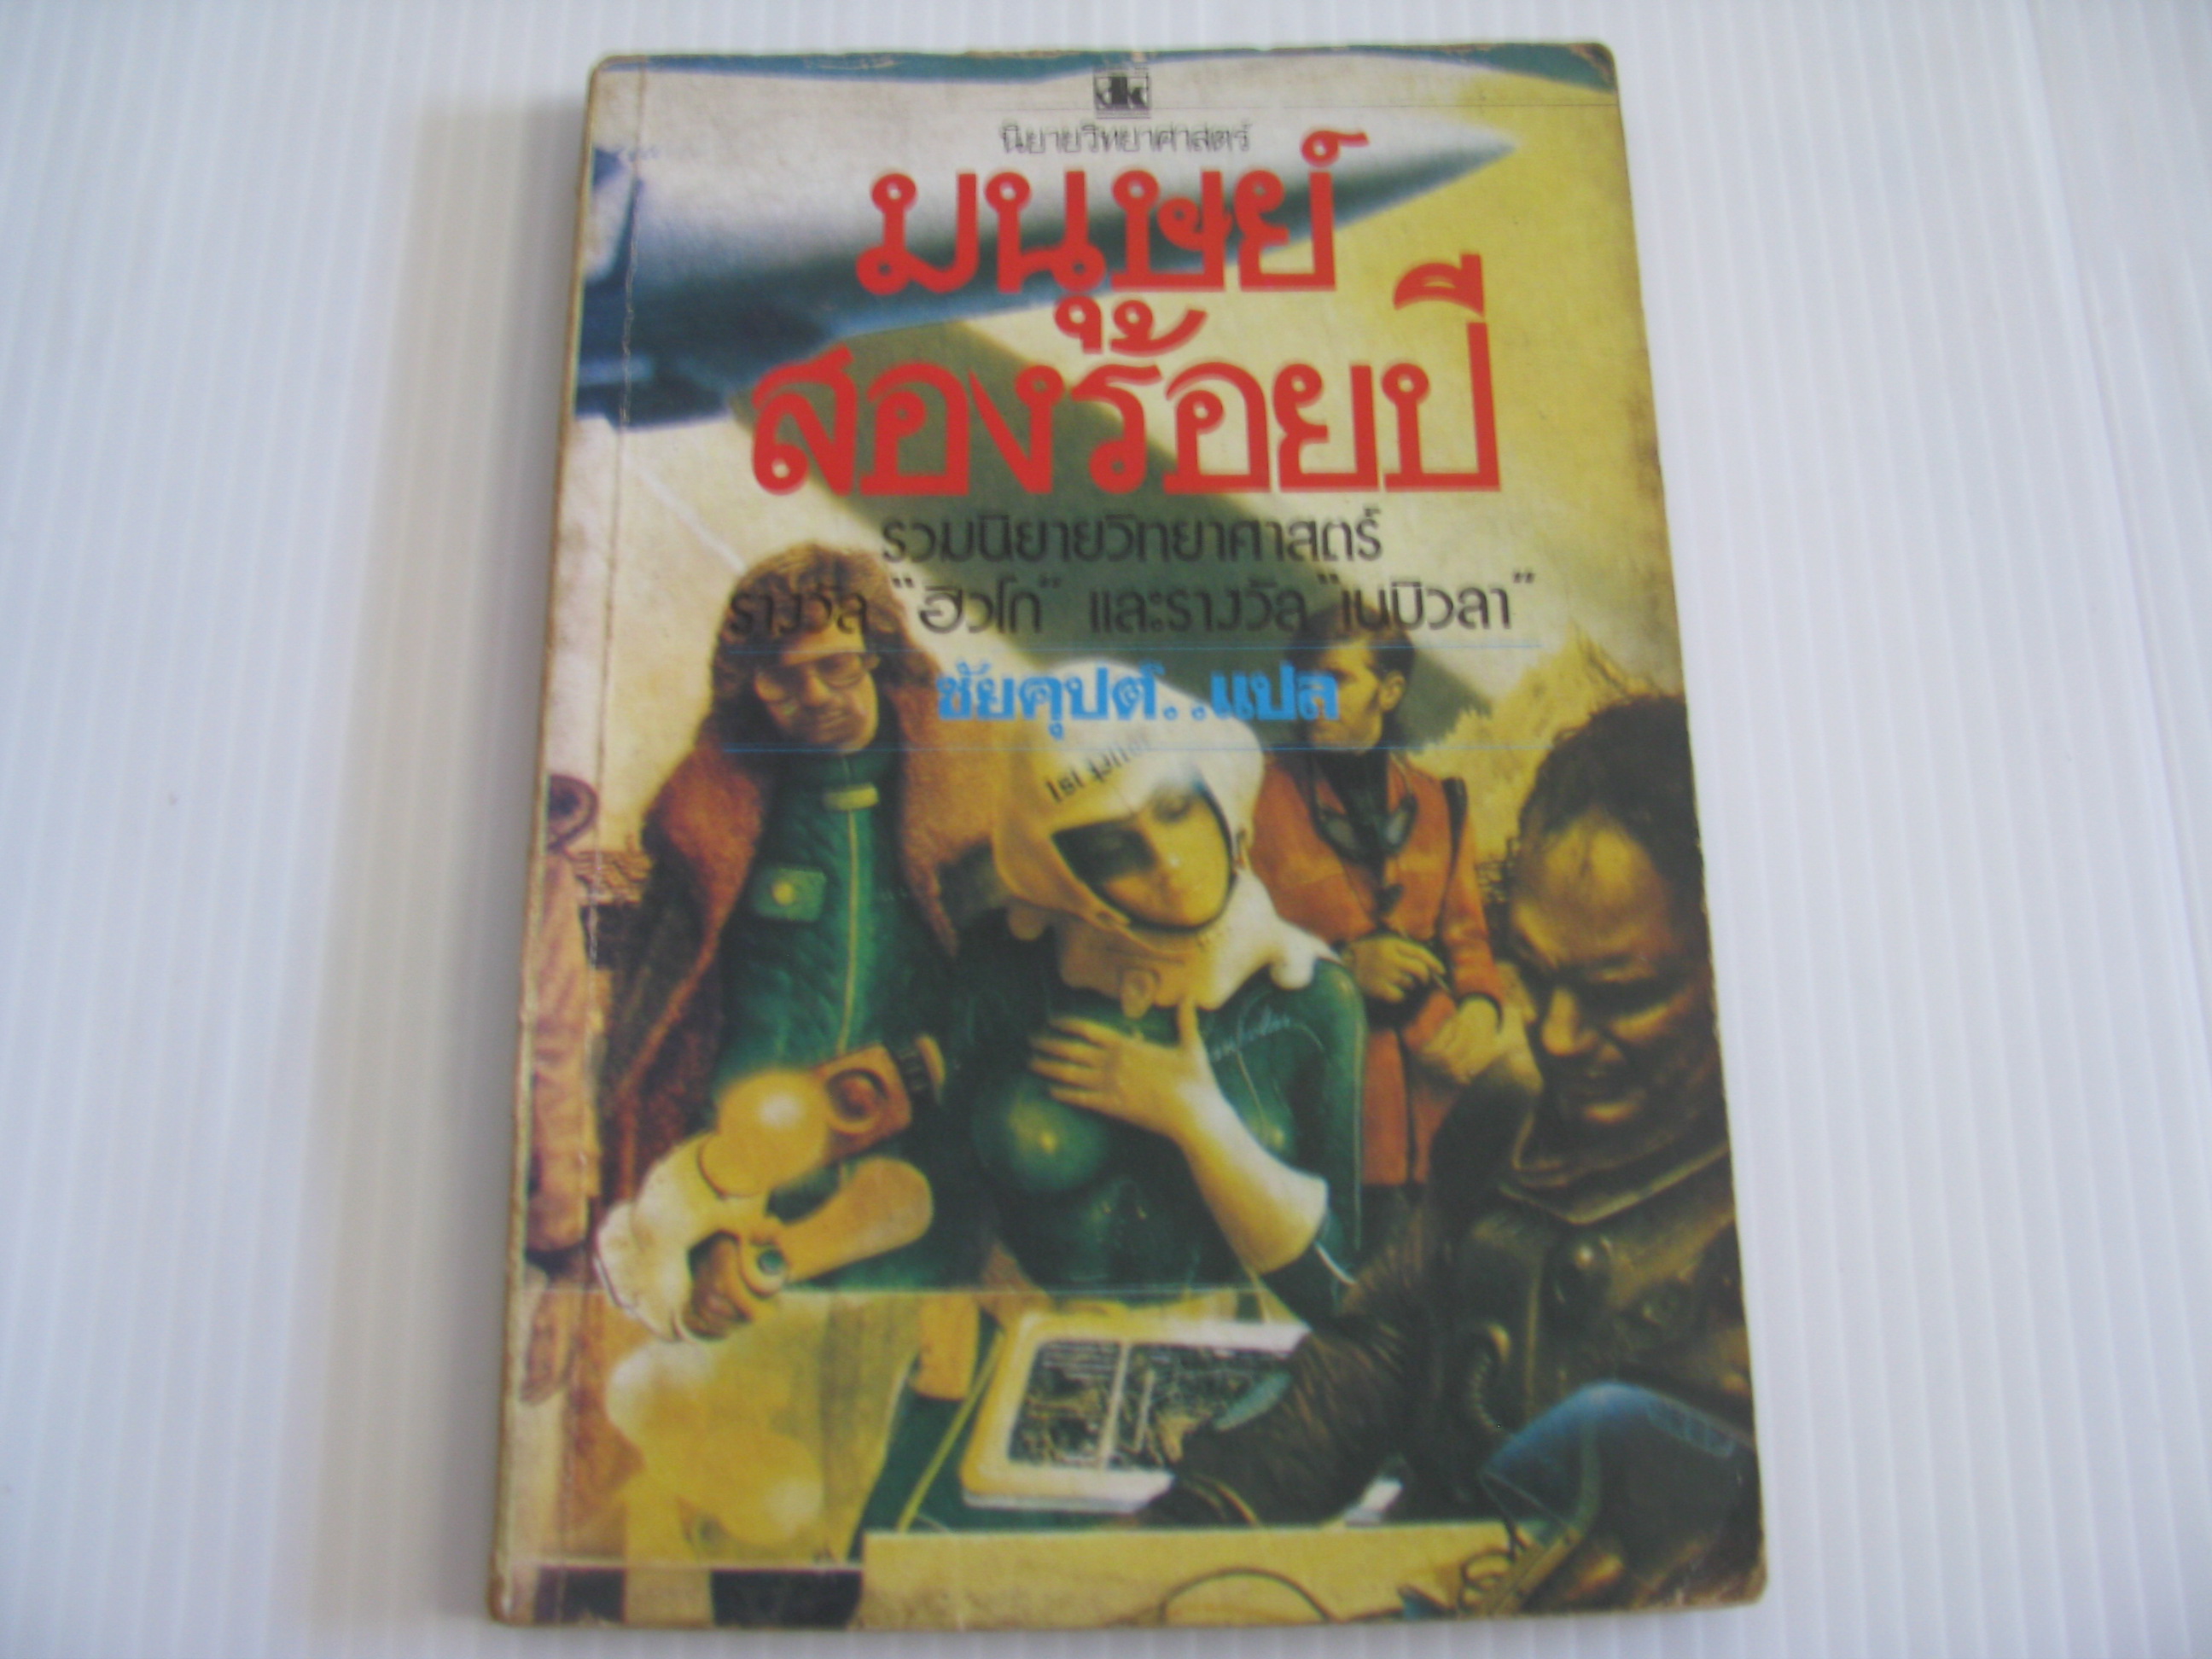 dk
นิยายวิทยาศาสตร์
มนุษย์
สองร้อยปี
รวมนิยายวิทยาศาสตร์
รางวัล "ฮิวโก" และรางวัล "เนบิวลา"
ชัยคุปต์..แปล